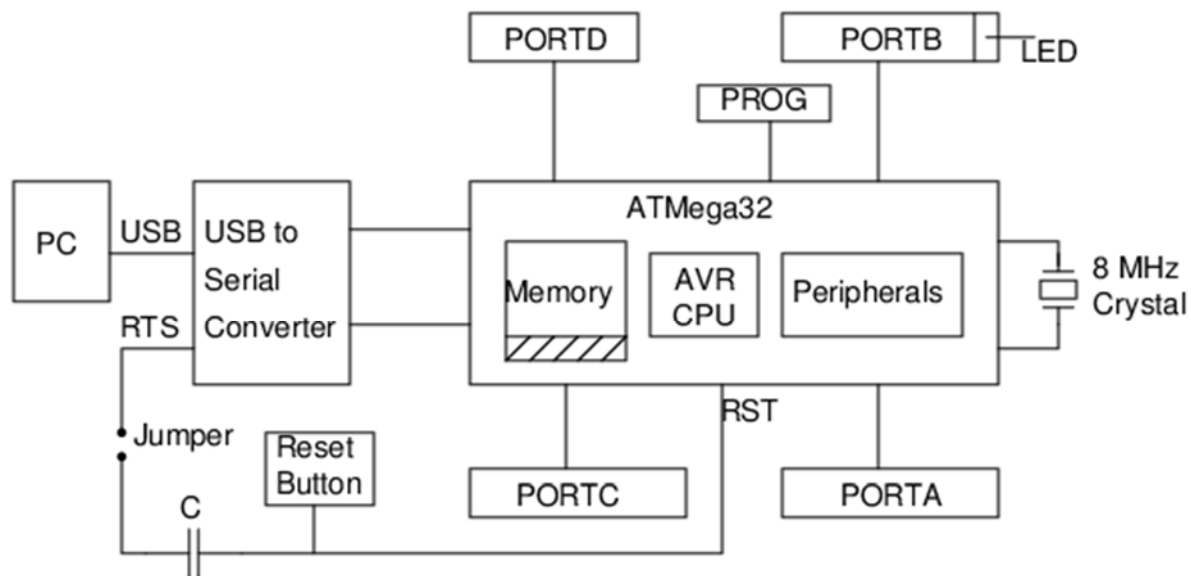 PORTD
PORTB
LED
PROG
ATMega32
PC
USB
USB to
Serial
Converter
RTS
Memory
AVR
CPU
Peripherals
8 MHz
Crystal
RST
Jumper
Reset
Button
C
PORTC
PORTA